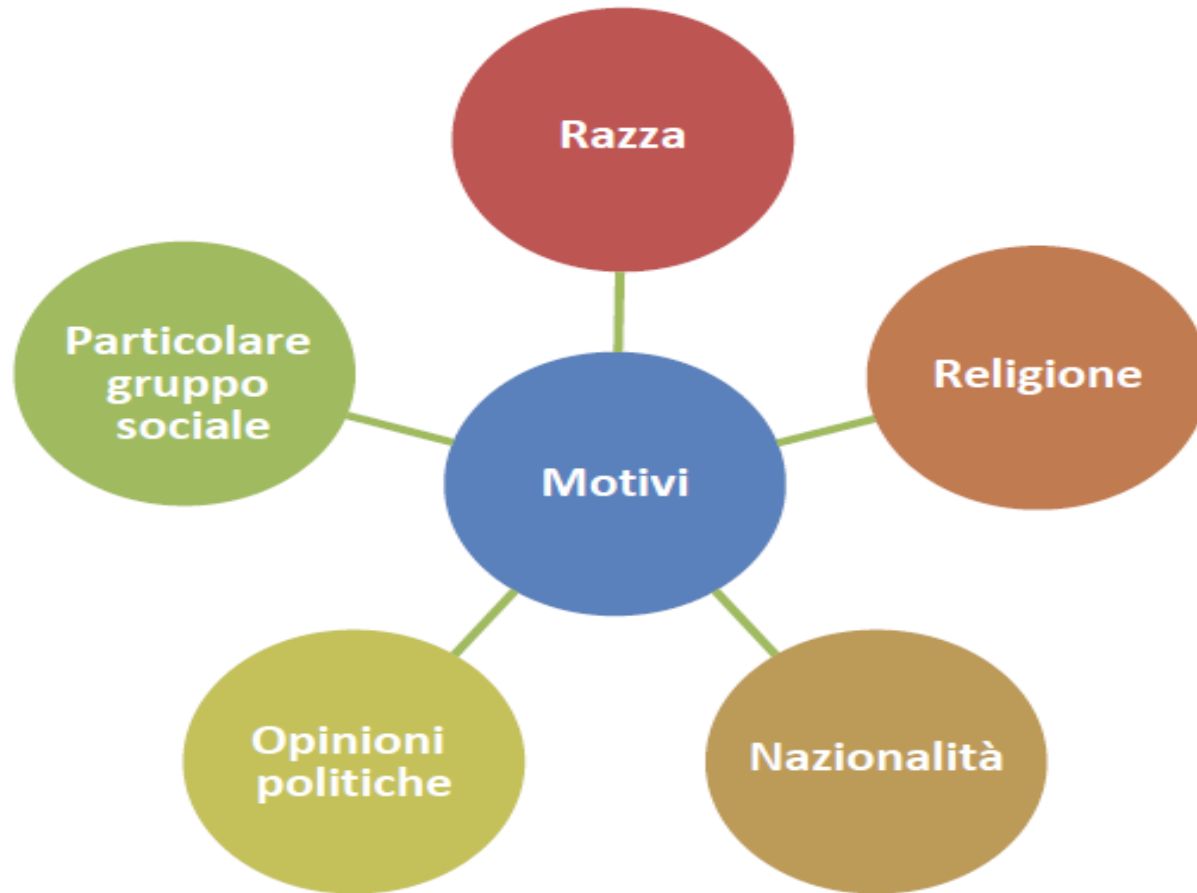 Razza
Particolare
gruppo
sociale
Religione
Motivi
Opinioni
politiche
Nazionalità